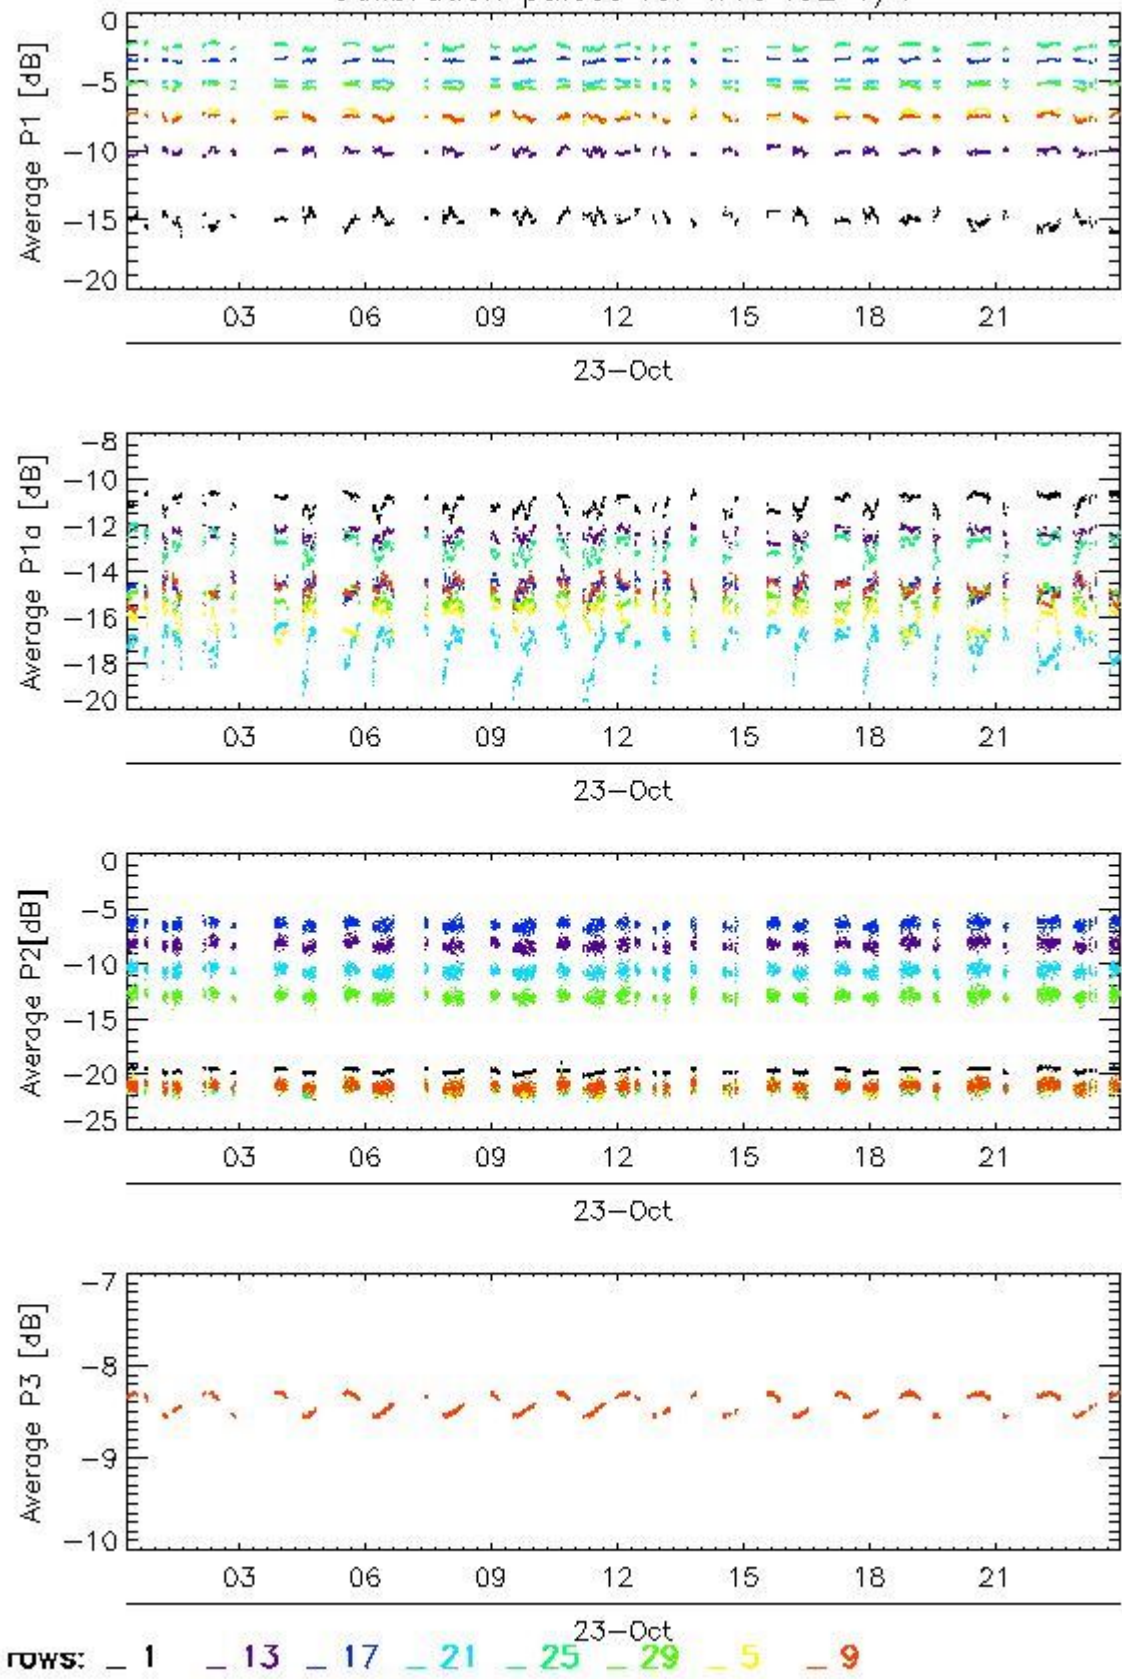 0
−5
−10
−15
−20
Average P1 [dB]
03 06 09 12 15 18 21
23−Oct
−8
−10
−12
−14
−16
−18
−20
Average P1a [dB]
03 06 09 12 15 18 21
23−Oct
0
−5
−10
−15
−20
−25
Average P2[dB]
03 06 09 12 15 18 21
23−Oct
−7
−8
−9
−10
Average P3 [dB]
03 06 09 12 15 18 21
23−Oct
rows: _ 1 _ 13 _ 17 _ 21 _ 25 _ 29 _ 5 _ 9